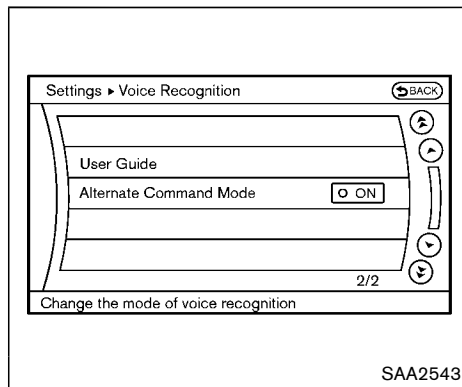 Settings ▸ Voice Recognition
BACK
User Guide
Alternate Command Mode
ON
2/2
Change the mode of voice recognition
SAA2543